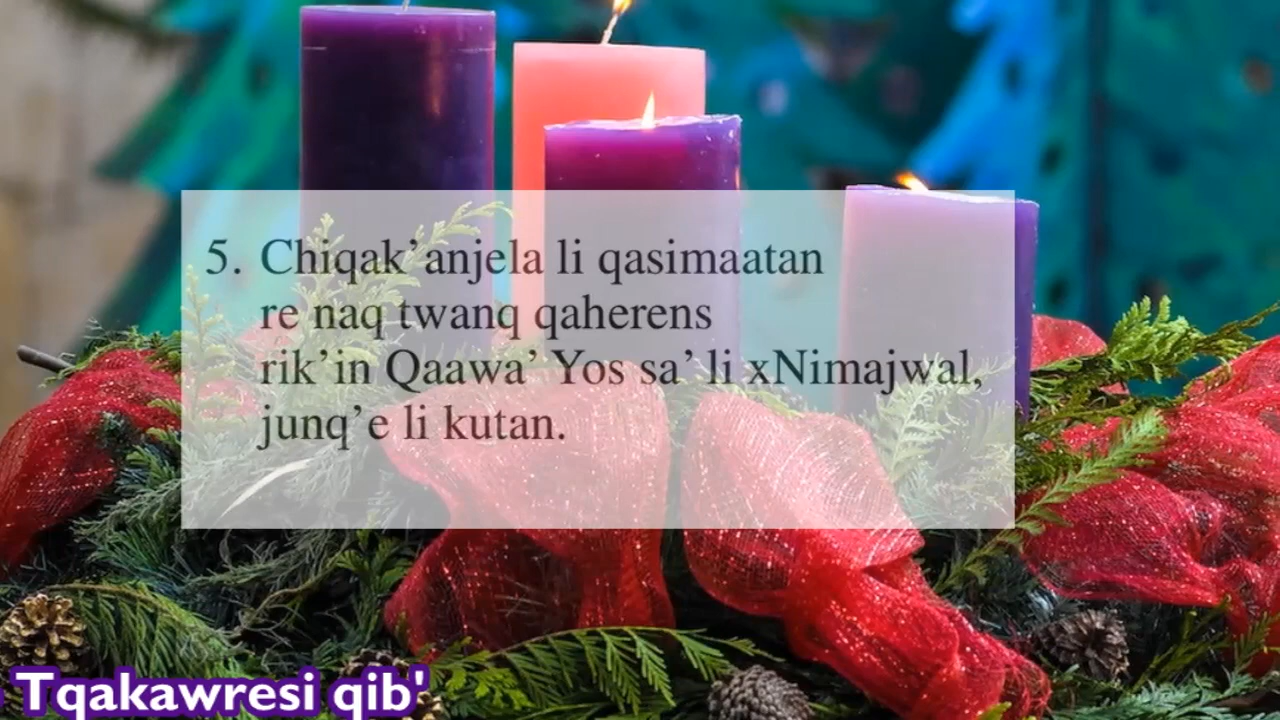 5. Chiqak’anjela li qasimaatan
re naq twanq qaherens
rik’in Qaawa’ Yos sa’ li xNimajwal,
junq’e li kutan.
Tqakawresi qib'